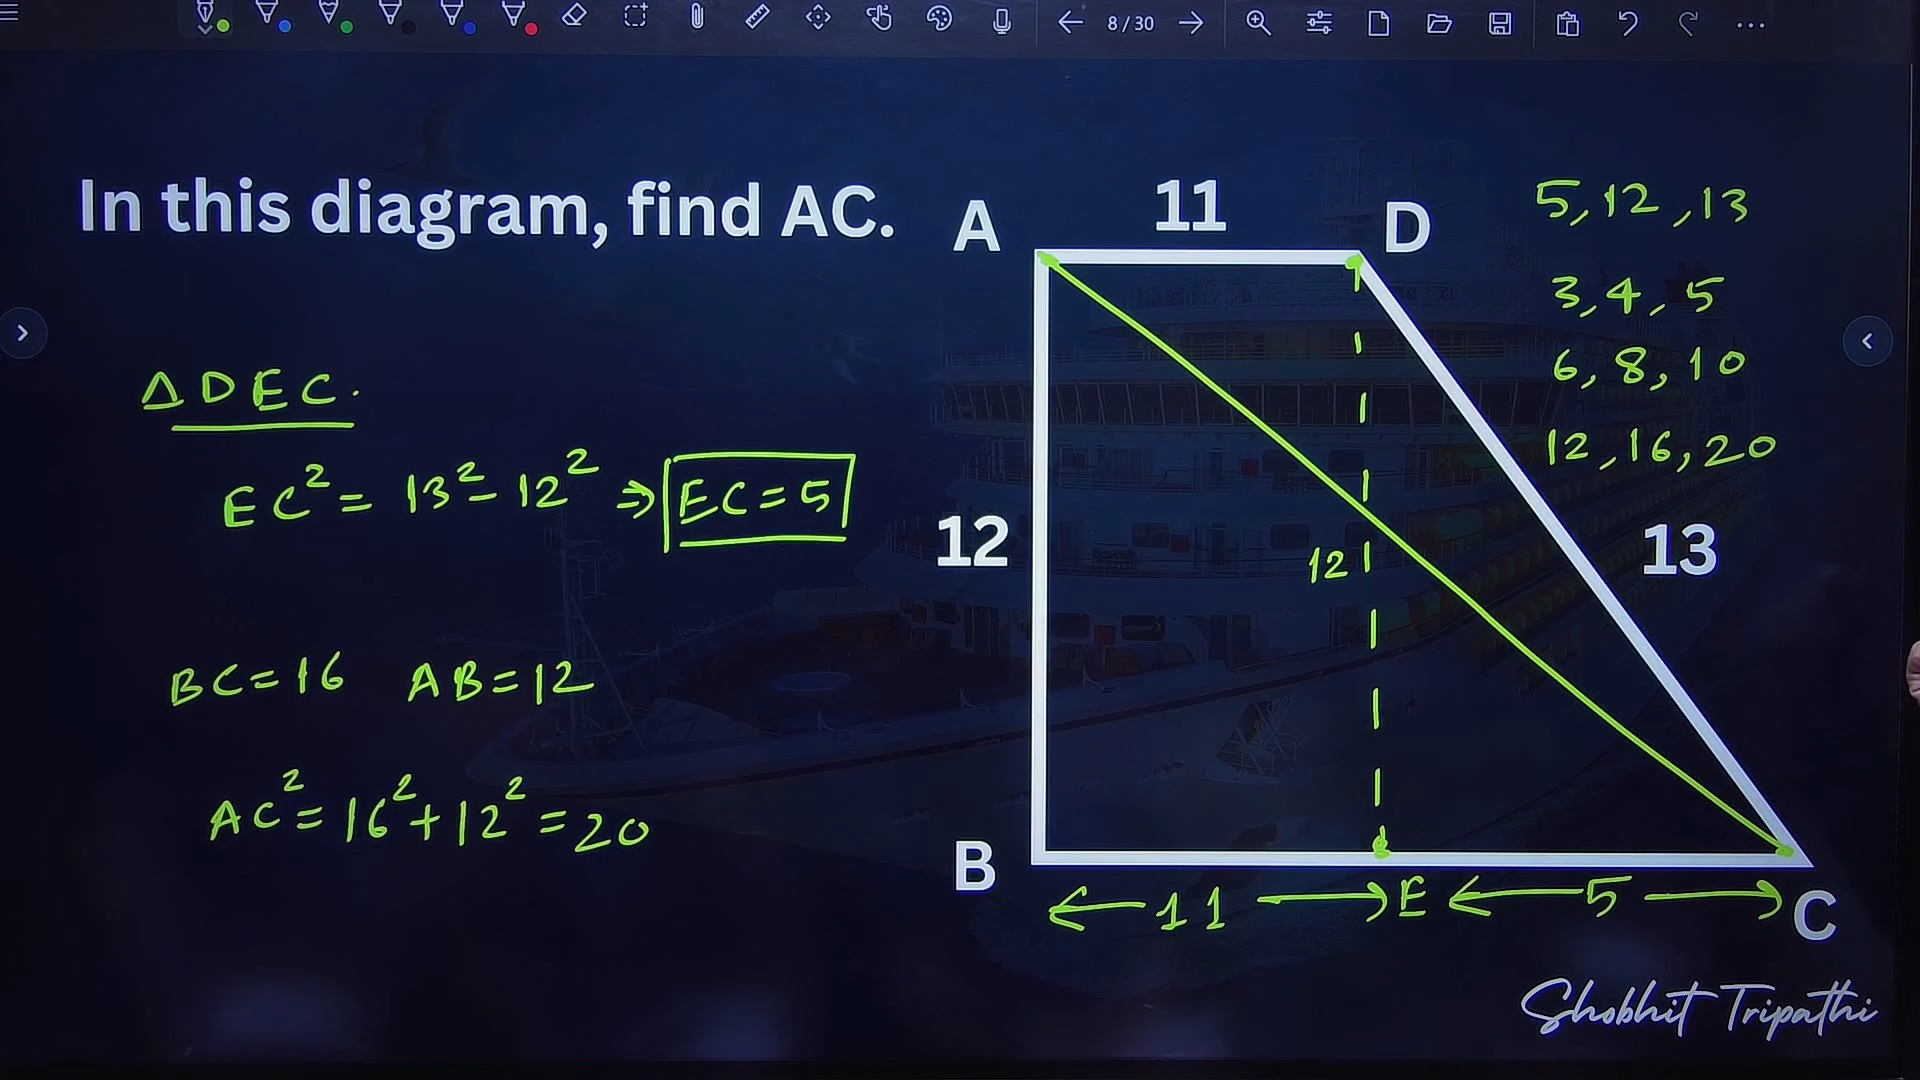 8 / 30
In this diagram, find AC.
A
11
D
5, 12, 13
3, 4, 5
6, 8, 10
12, 16, 20
Δ DEC.
EC² = 13² - 12² ⇒ EC = 5
12
12
13
BC = 16 AB = 12
AC² = 16² + 12² = 20
B
11
E
5
C
Shobhit Tripathi